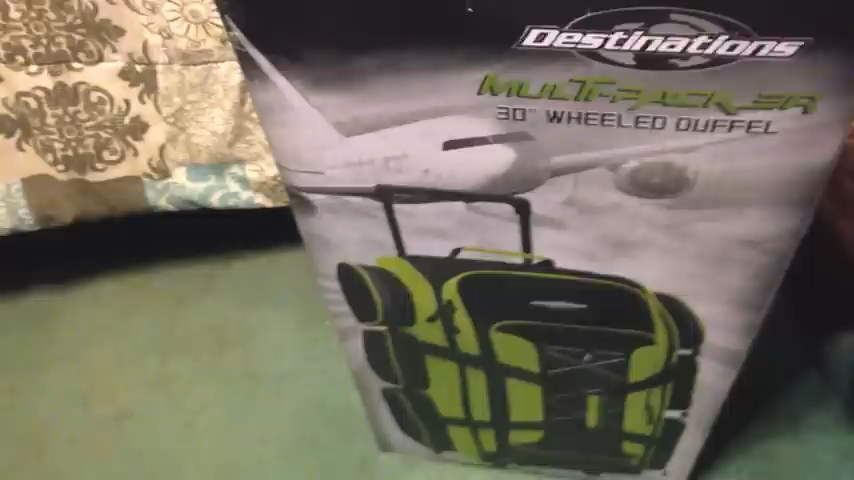 Destinations
MULTI-PACKER
30" WHEELED DUFFEL